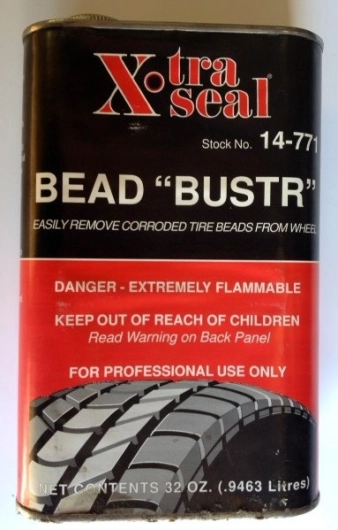 X·tra
seal®
Stock No. 14-771
BEAD "BUSTR"
EASILY REMOVE CORRODED TIRE BEADS FROM WHEEL
DANGER - EXTREMELY FLAMMABLE
KEEP OUT OF REACH OF CHILDREN
Read Warning on Back Panel
FOR PROFESSIONAL USE ONLY
NET CONTENTS 32 OZ. (.9463 Litres)